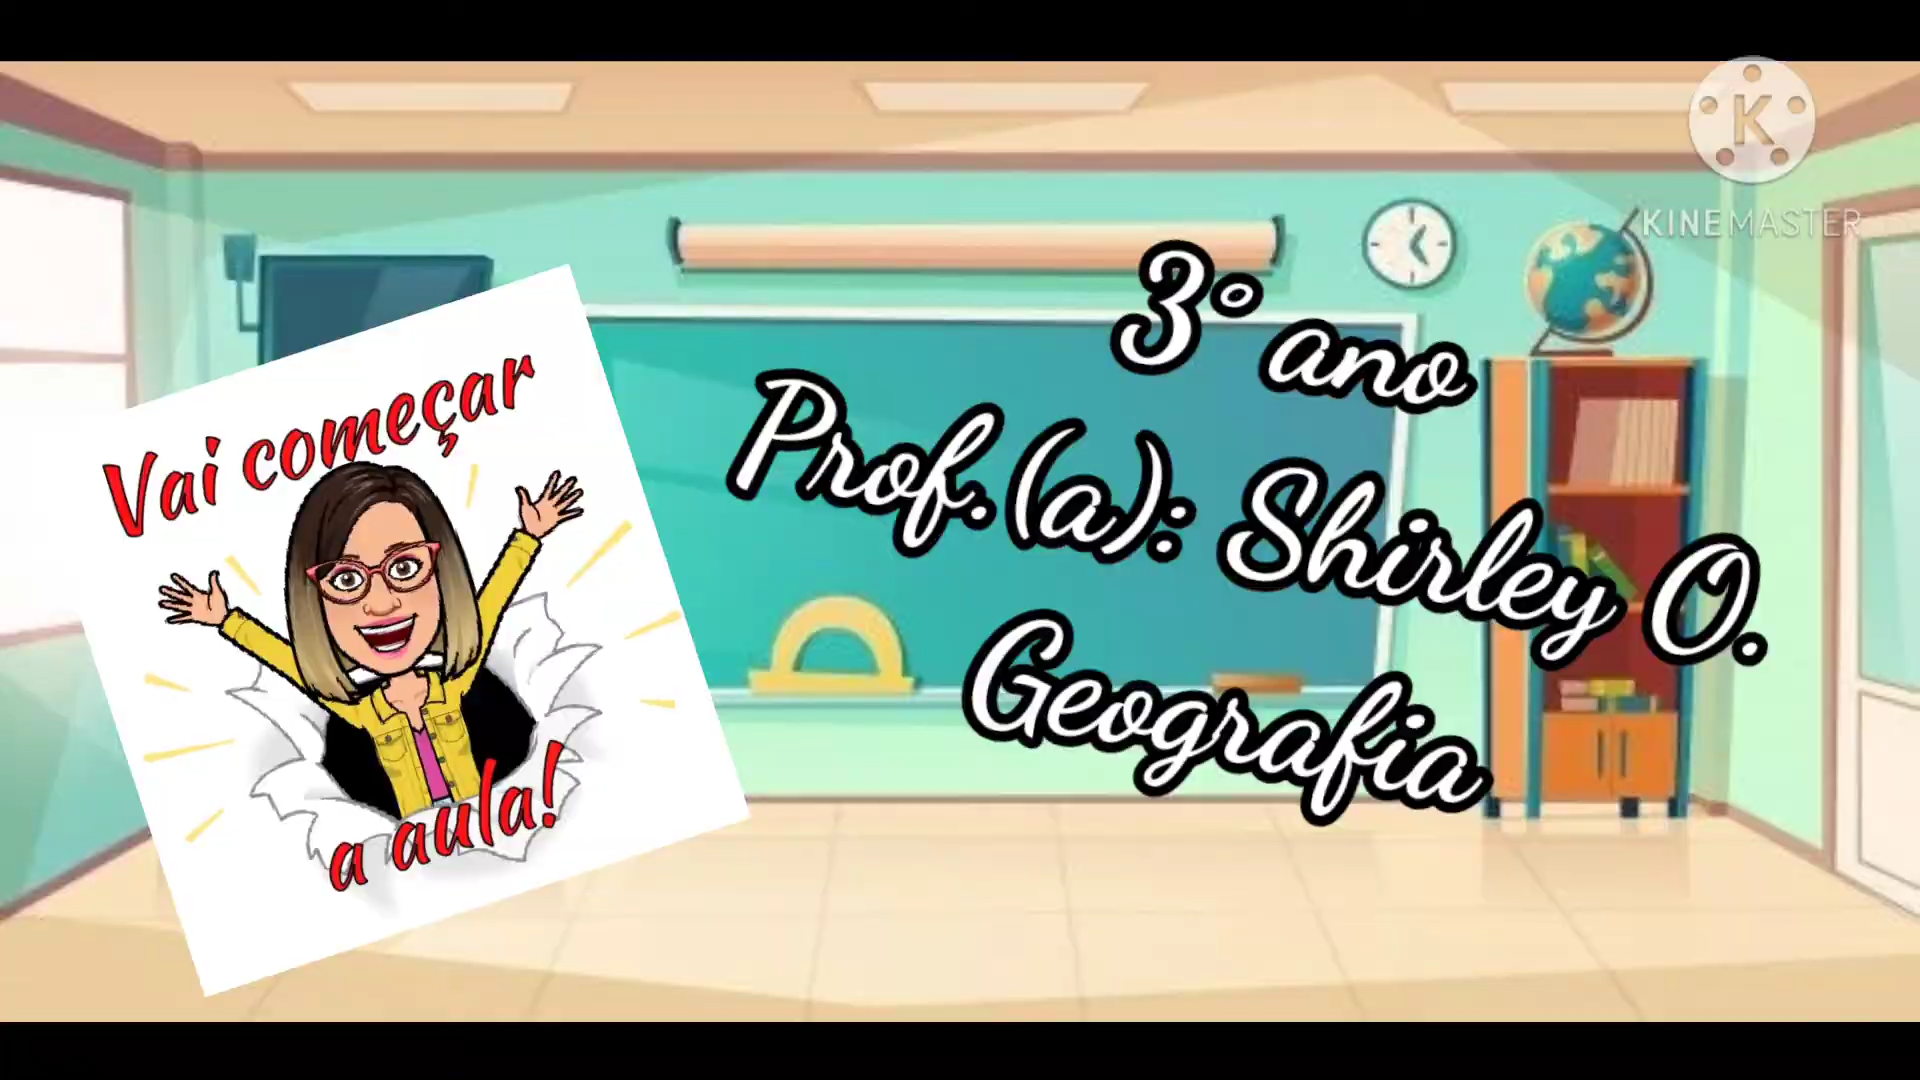 Vai começar
a aula!
3° ano
Prof.(a): Shirley O.
Geografia
K
KINEMASTER